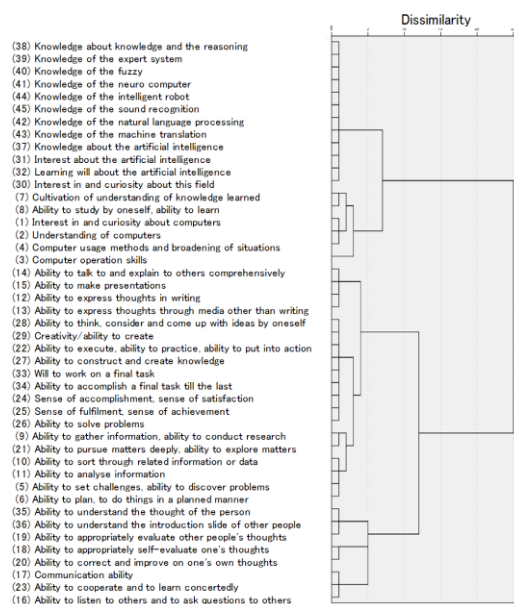 Dissimilarity
(38) Knowledge about knowledge and the reasoning
(39) Knowledge of the expert system
(40) Knowledge of the fuzzy
(41) Knowledge of the neuro computer
(44) Knowledge of the intelligent robot
(45) Knowledge of the sound recognition
(42) Knowledge of the natural language processing
(43) Knowledge of the machine translation
(37) Knowledge about the artificial intelligence
(31) Interest about the artificial intelligence
(32) Learning will about the artificial intelligence
(30) Interest in and curiosity about this field
(7) Cultivation of understanding of knowledge learned
(8) Ability to study by oneself, ability to learn
(1) Interest in and curiosity about computers
(2) Understanding of computers
(4) Computer usage methods and broadening of situations
(3) Computer operation skills
(14) Ability to talk to and explain to others comprehensively
(15) Ability to make presentations
(12) Ability to express thoughts in writing
(13) Ability to express thoughts through media other than writing
(28) Ability to think, consider and come up with ideas by oneself
(29) Creativity/ability to create
(22) Ability to execute, ability to practice, ability to put into action
(27) Ability to construct and create knowledge
(33) Will to work on a final task
(34) Ability to accomplish a final task till the last
(24) Sense of accomplishment, sense of satisfaction
(25) Sense of fulfilment, sense of achievement
(26) Ability to solve problems
(9) Ability to gather information, ability to conduct research
(21) Ability to pursue matters deeply, ability to explore matters
(10) Ability to sort through related information or data
(11) Ability to analyse information
(5) Ability to set challenges, ability to discover problems
(6) Ability to plan, to do things in a planned manner
(35) Ability to understand the thought of the person
(36) Ability to understand the introduction slide of other people
(19) Ability to appropriately evaluate other people's thoughts
(18) Ability to appropriately self-evaluate one's thoughts
(20) Ability to correct and improve on one's own thoughts
(17) Communication ability
(23) Ability to cooperate and to learn concertedly
(16) Ability to listen to others and to ask questions to others